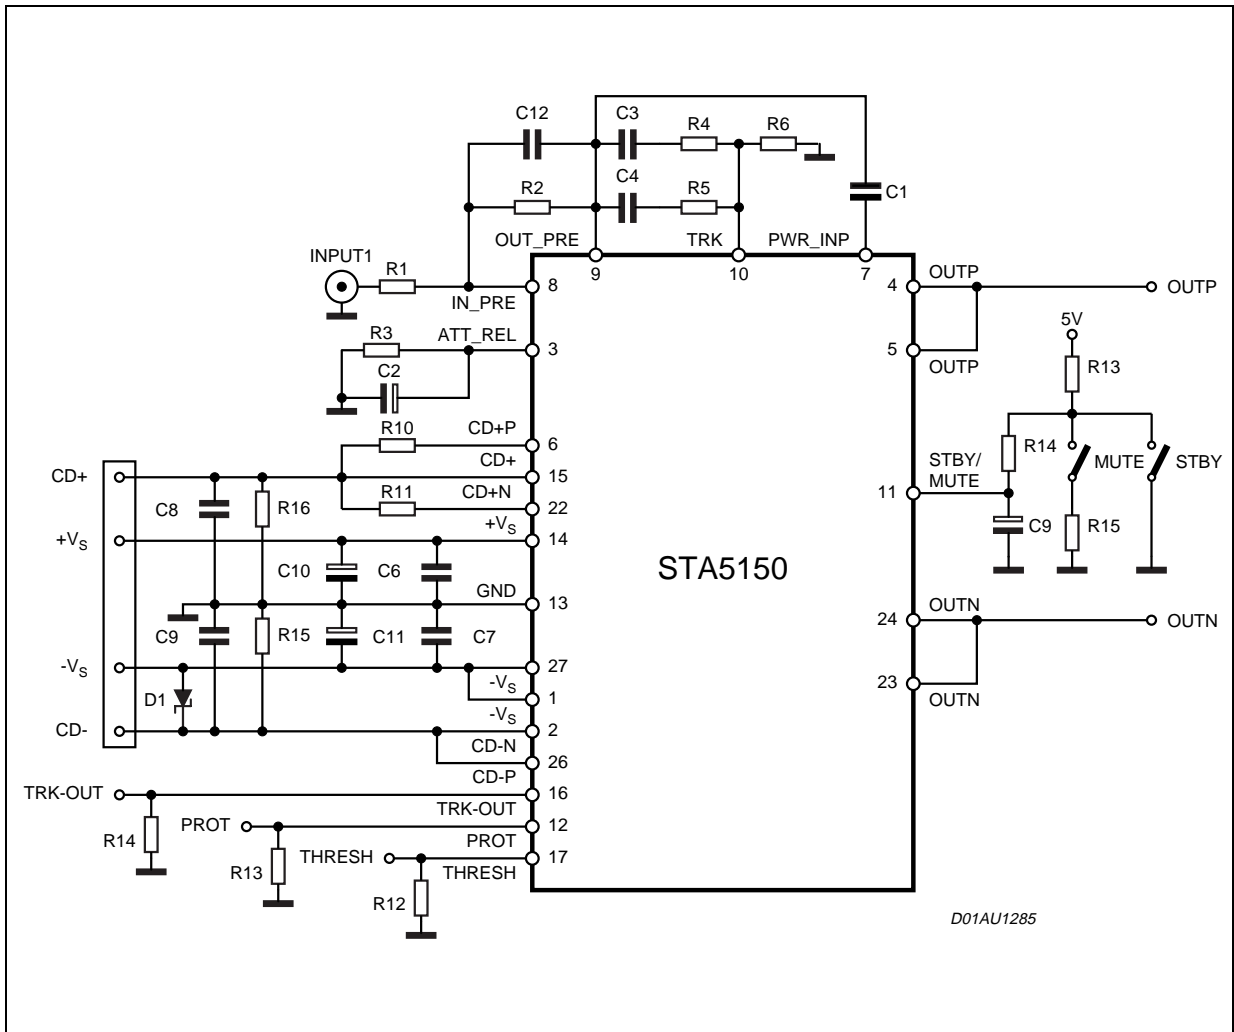 C12
C3
R4
R6
C4
R2
R5
C1
OUT_PRE
TRK
PWR_INP
INPUT1
R1
9
10
7
OUTP
8
4
OUTP
IN_PRE
R3
ATT_REL
5V
3
5
C2
OUTP
R13
R10
CD+P
6
CD+
R14
MUTE
STBY
STBY/
MUTE
CD+
15
11
R11
CD+N
C8
R16
22
C9
R15
+VS
+VS
14
C10
C6
STA5150
GND
13
OUTN
C9
R15
C11
C7
24
OUTN
-VS
27
23
-VS
OUTN
D1
1
-VS
CD-
2
CD-N
26
CD-P
TRK-OUT
16
TRK-OUT
R14
PROT
12
PROT
THRESH
17
R13
THRESH
R12
D01AU1285